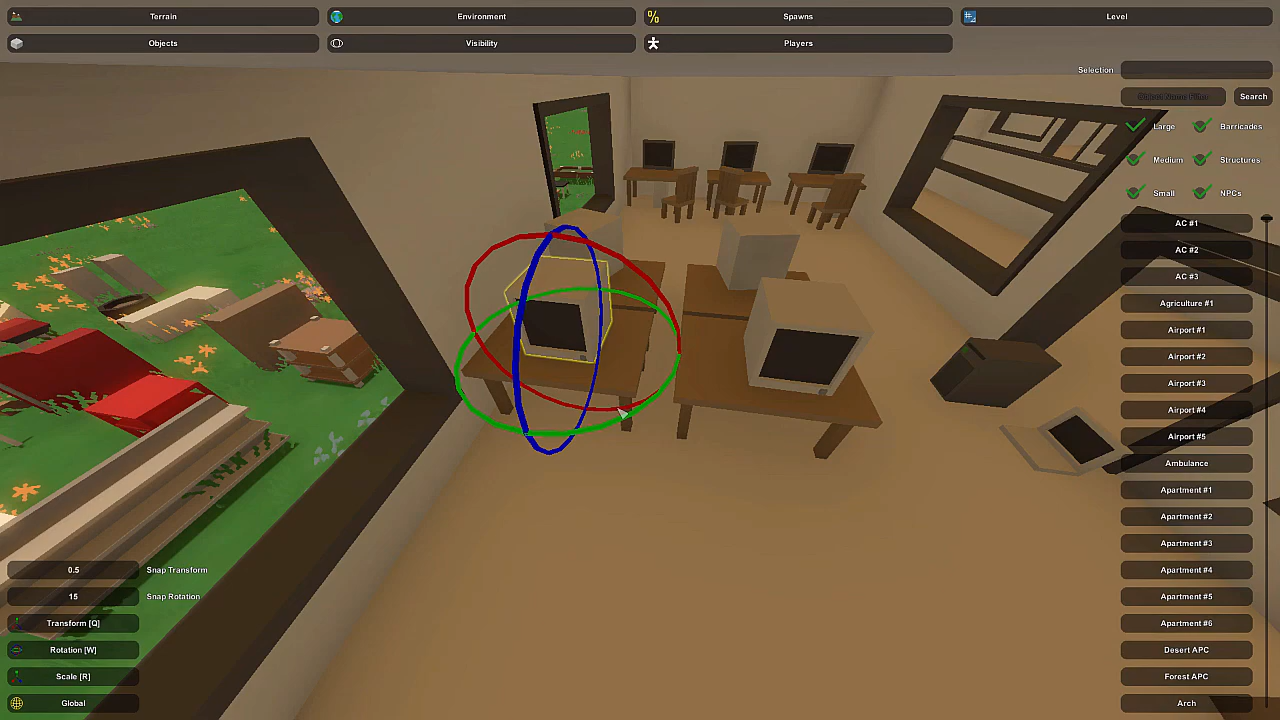 Terrain
Environment
% Spawns
Level
Objects
Visibility
Players
Selection
Object Name Filter
Search
Large
Barricades
Medium
Structures
Small
NPCs
AC #1
AC #2
AC #3
Agriculture #1
Airport #1
Airport #2
Airport #3
Airport #4
Airport #5
Ambulance
Apartment #1
Apartment #2
Apartment #3
Apartment #4
Apartment #5
Apartment #6
Desert APC
Forest APC
Arch
0.5 Snap Transform
15 Snap Rotation
Transform [Q]
Rotation [W]
Scale [R]
Global